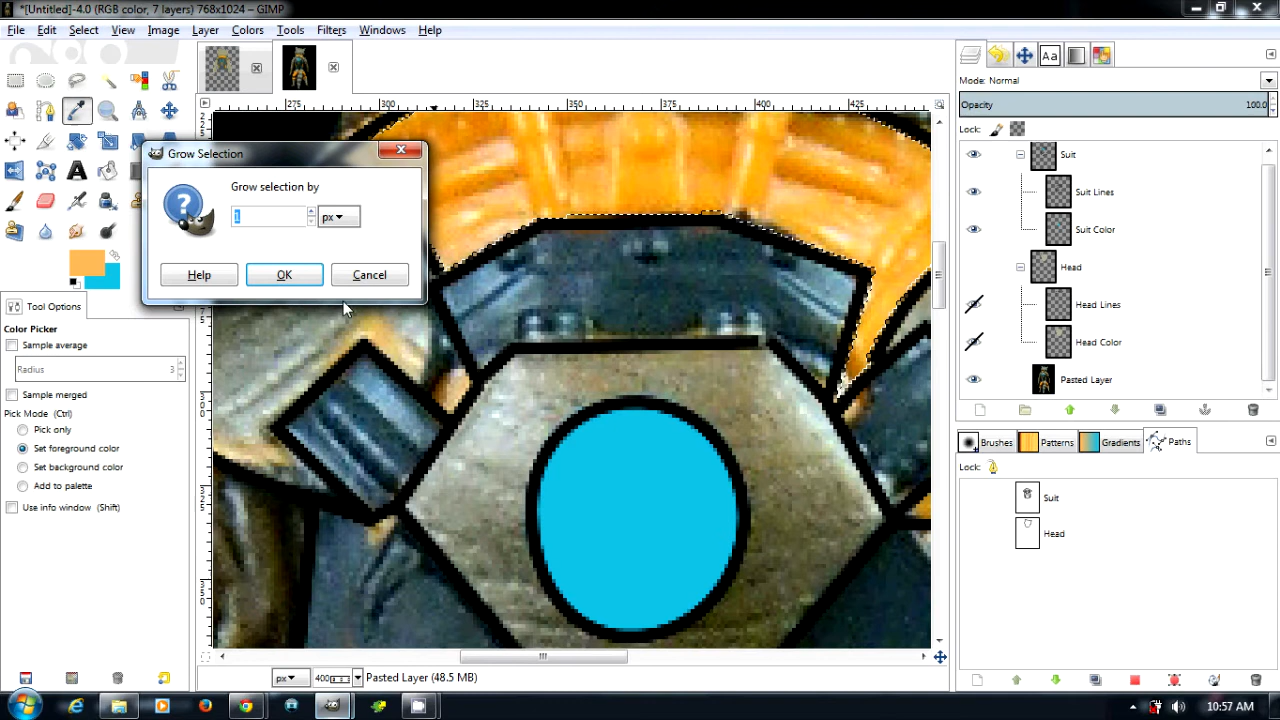 *[Untitled]-4.0 (RGB color, 7 layers) 768x1024 – GIMP
File Edit Select View Image Layer Colors Tools Filters Windows Help
275 300 325 350 375 400 425
Grow Selection
Grow selection by
1 px
Help OK Cancel
Tool Options
Color Picker
Sample average
Radius 3
Sample merged
Pick Mode (Ctrl)
Pick only
Set foreground color
Set background color
Add to palette
Use info window (Shift)
Mode: Normal
Opacity 100.0
Lock:
Suit
Suit Lines
Suit Color
Head
Head Lines
Head Color
Pasted Layer
Brushes Patterns Gradients Paths
Lock:
Suit
Head
px 400 Pasted Layer (48.5 MB)
10:57 AM